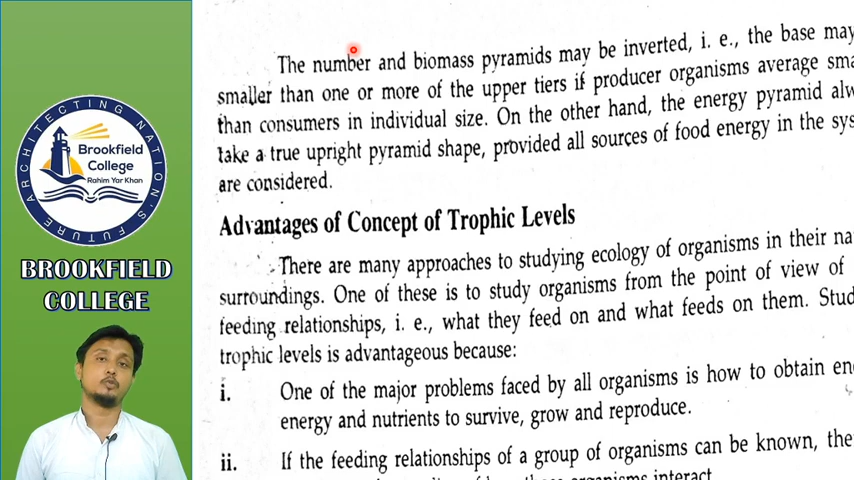 ARCHITECTING NATION'S FUTURE
Brookfield
College
Rahim Yar Khan
BROOKFIELD
COLLEGE
The number and biomass pyramids may be inverted, i. e., the base may
smaller than one or more of the upper tiers if producer organisms average
than consumers in individual size. On the other hand, the energy pyramid
take a true upright pyramid shape, provided all sources of food energy in the
are considered.
Advantages of Concept of Trophic Levels
There are many approaches to studying ecology of organisms in their
surroundings. One of these is to study organisms from the point of view of
feeding relationships, i. e., what they feed on and what feeds on them.
trophic levels is advantageous because:
i. One of the major problems faced by all organisms is how to obtain
energy and nutrients to survive, grow and reproduce.
ii. If the feeding relationships of a group of organisms can be known,
organisms interact